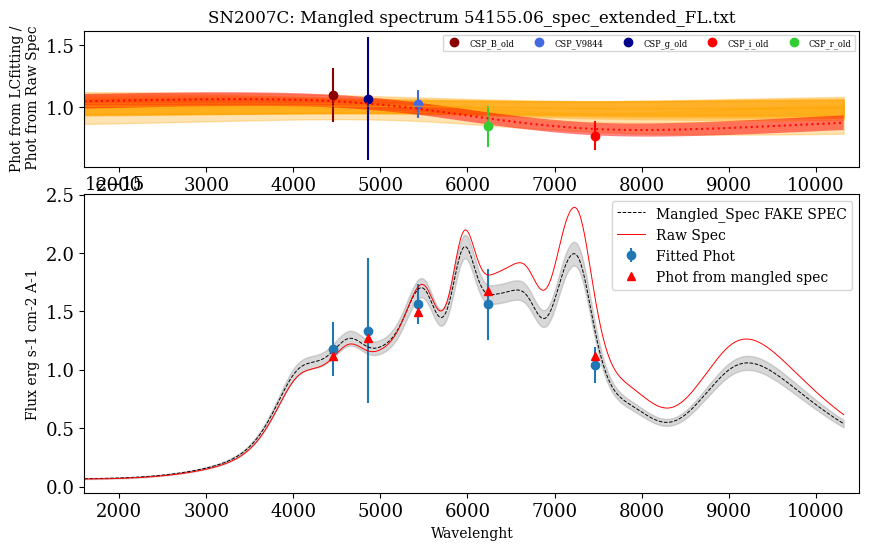 SN2007C: Mangled spectrum 54155.06_spec_extended_FL.txt
Phot from LCfitting /
Phot from Raw Spec
1.5
1.0
CSP_B_old
CSP_V9844
CSP_g_old
CSP_i_old
CSP_r_old
2000 3000 4000 5000 6000 7000 8000 9000 10000
1e−15
Flux erg s-1 cm-2 A-1
2.5
2.0
1.5
1.0
0.5
0.0
Mangled_Spec FAKE SPEC
Raw Spec
Fitted Phot
Phot from mangled spec
2000 3000 4000 5000 6000 7000 8000 9000 10000
Wavelenght